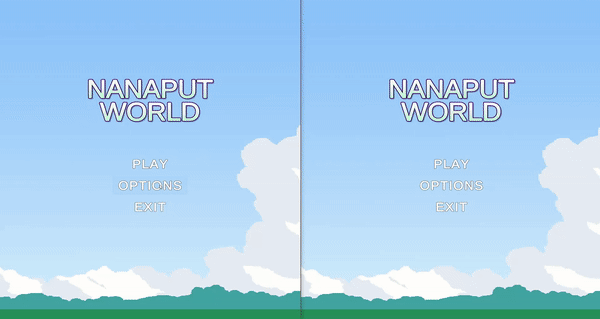 NANAPUT
WORLD
PLAY
OPTIONS
EXIT
NANAPUT
WORLD
PLAY
OPTIONS
EXIT